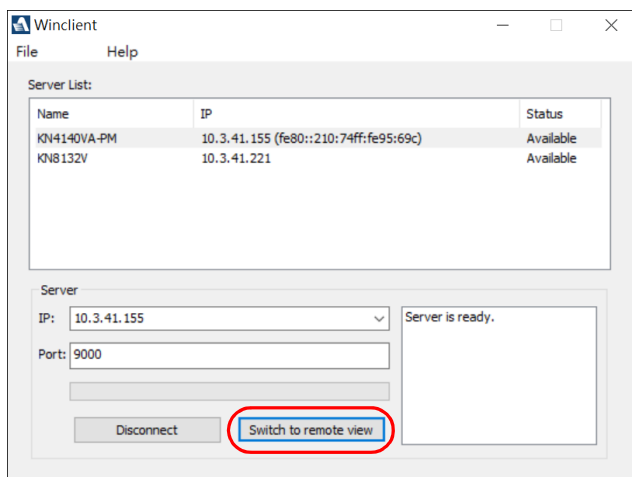 Winclient
File Help
Server List:
Name IP Status
KN4140VA-PM 10.3.41.155 (fe80::210:74ff:fe95:69c) Available
KN8132V 10.3.41.221 Available
Server
IP: 10.3.41.155
Server is ready.
Port: 9000
Disconnect Switch to remote view